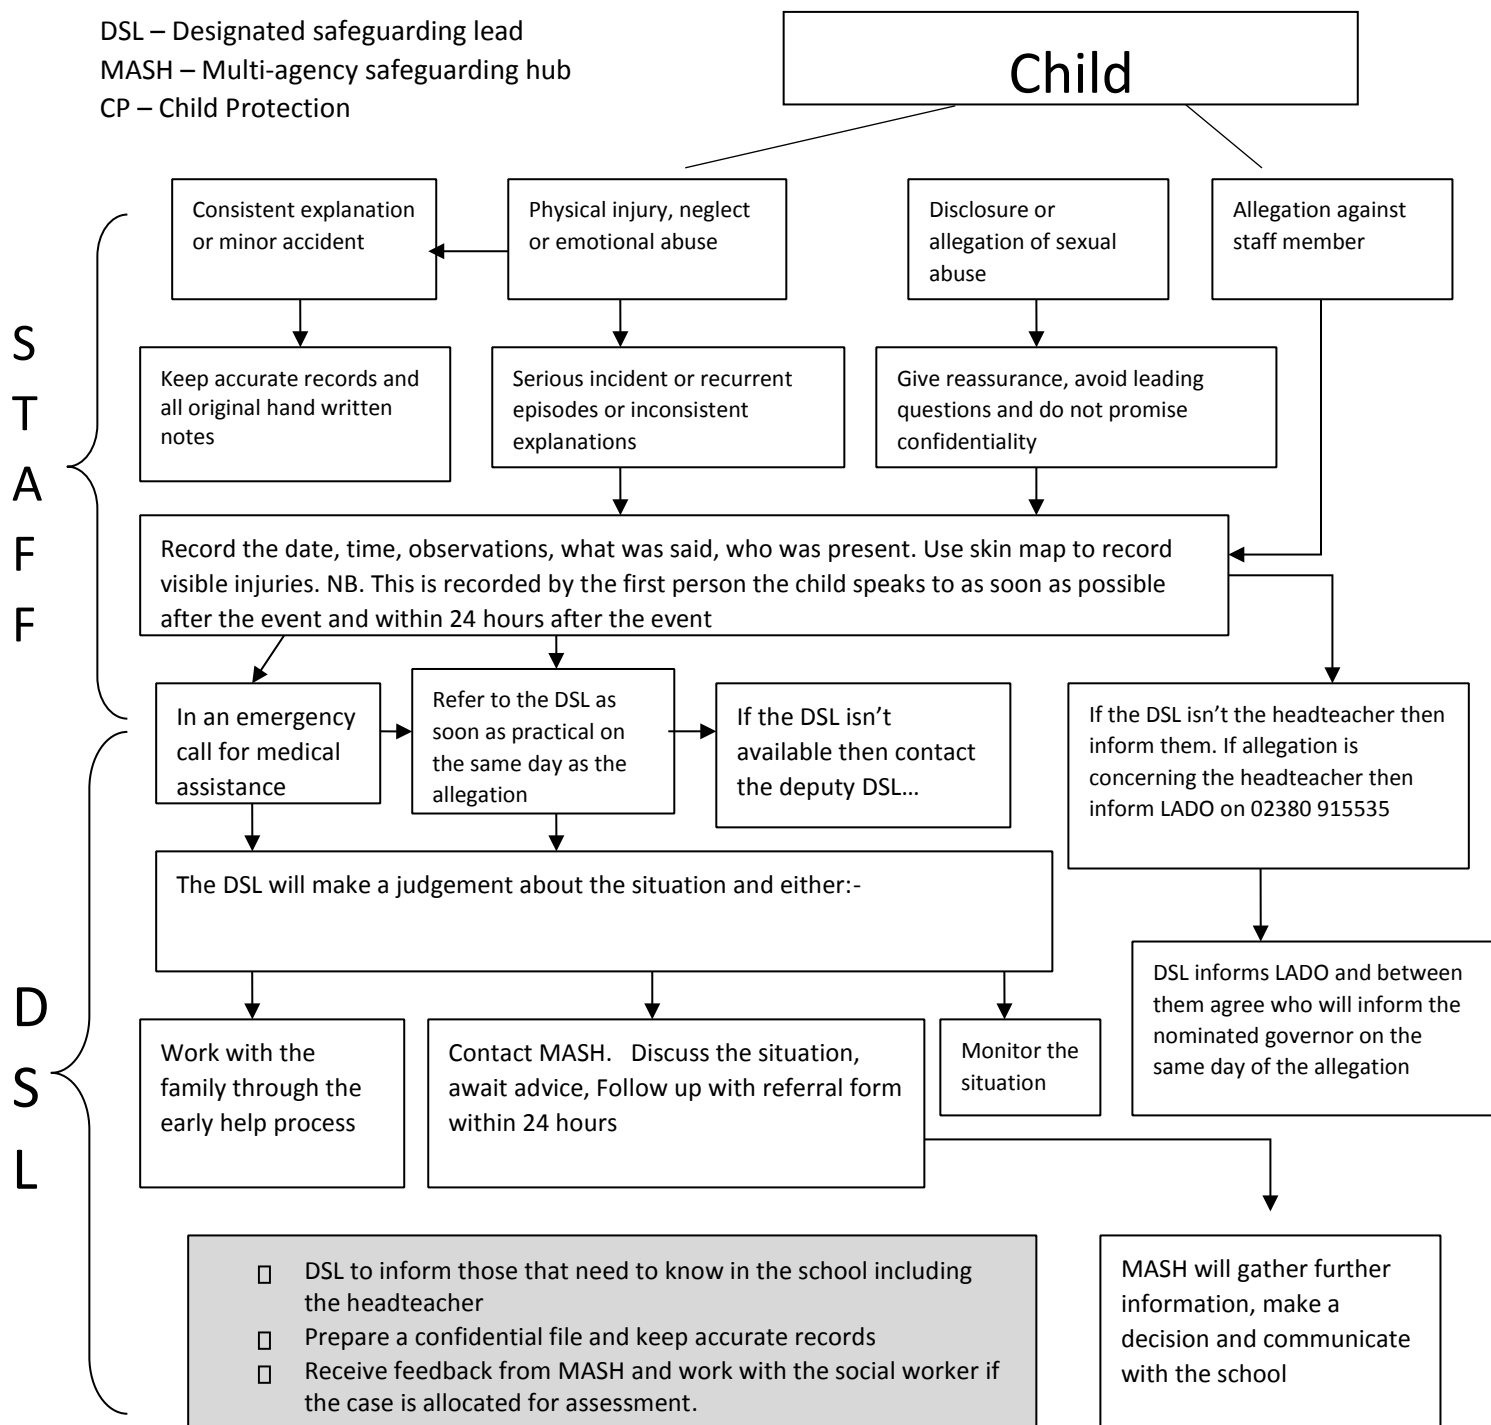 DSL – Designated safeguarding lead
MASH – Multi-agency safeguarding hub
CP – Child Protection
Child
Consistent explanation
or minor accident
Physical injury, neglect
or emotional abuse
Disclosure or
allegation of sexual
abuse
Allegation against
staff member
S
T
A
F
F
Keep accurate records and
all original hand written
notes
Serious incident or recurrent
episodes or inconsistent
explanations
Give reassurance, avoid leading
questions and do not promise
confidentiality
Record the date, time, observations, what was said, who was present. Use skin map to record
visible injuries. NB. This is recorded by the first person the child speaks to as soon as possible
after the event and within 24 hours after the event
In an emergency
call for medical
assistance
Refer to the DSL as
soon as practical on
the same day as the
allegation
If the DSL isn’t
available then contact
the deputy DSL…
If the DSL isn’t the headteacher then
inform them. If allegation is
concerning the headteacher then
inform LADO on 02380 915535
The DSL will make a judgement about the situation and either:-
DSL informs LADO and between
them agree who will inform the
nominated governor on the
same day of the allegation
D
S
L
Work with the
family through the
early help process
Contact MASH.   Discuss the situation,
await advice, Follow up with referral form
within 24 hours
Monitor the
situation
DSL to inform those that need to know in the school including
the headteacher
Prepare a confidential file and keep accurate records
Receive feedback from MASH and work with the social worker if
the case is allocated for assessment.
MASH will gather further
information, make a
decision and communicate
with the school